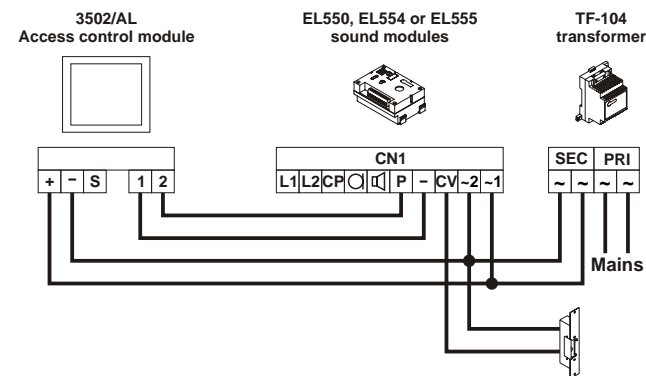 3502/AL
Access control module
EL550, EL554 or EL555
sound modules
TF-104
transformer
CN1
SEC PRI
+ – S 1 2
L1 L2 CP P – CV ~2 ~1
~ ~ ~ ~
Mains